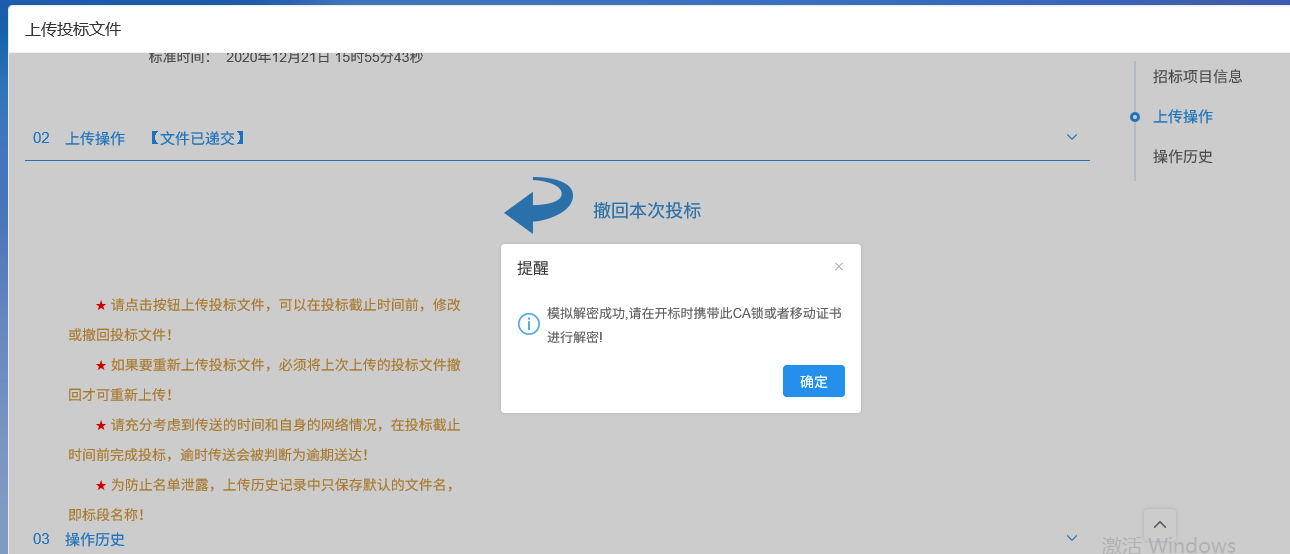 上传投标文件
标准时间： 2020年12月21日 15时55分43秒
招标项目信息
上传操作
操作历史
02 上传操作 【文件已递交】
撤回本次投标
提醒
模拟解密成功,请在开标时携带此CA锁或者移动证书
进行解密!
确定
★ 请点击按钮上传投标文件，可以在投标截止时间前，修改
或撤回投标文件！
★ 如果要重新上传投标文件，必须将上次上传的投标文件撤
回才可重新上传！
★ 请充分考虑到传送的时间和自身的网络情况，在投标截止
时间前完成投标，逾时传送会被判断为逾期送达！
★ 为防止名单泄露，上传历史记录中只保存默认的文件名，
即标段名称！
03 操作历史
激活 Windows